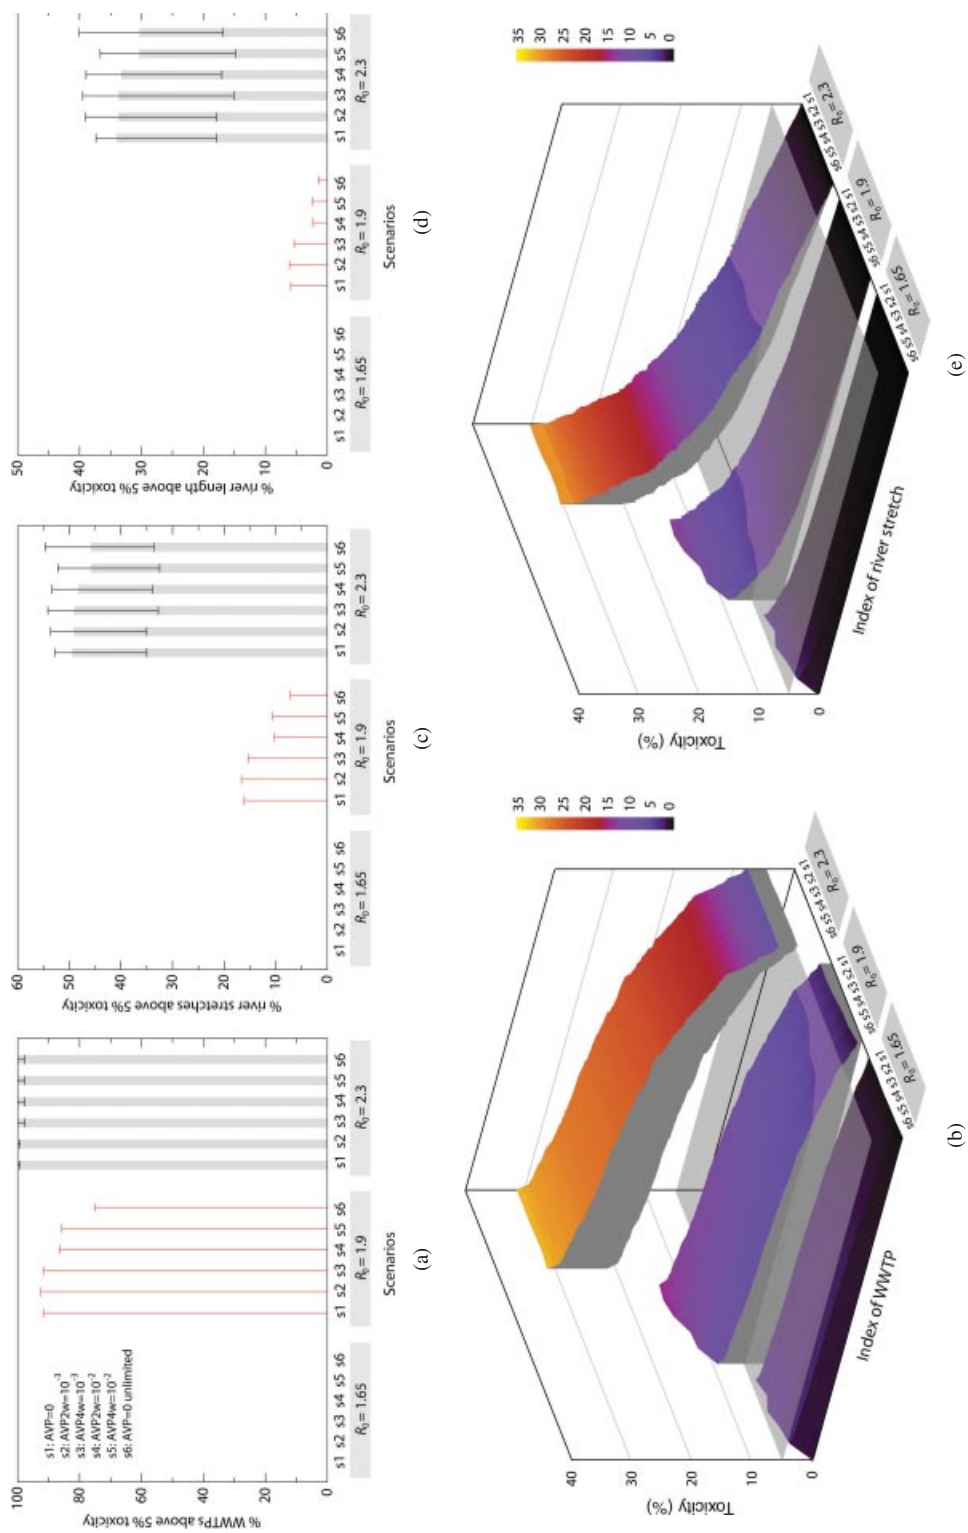 % WWTPs above 5% toxicity
100
80
60
40
20
0
s1: AVP=0
s2: AVP2w=10⁻³
s3: AVP4w=10⁻³
s4: AVP2w=10⁻²
s5: AVP4w=10⁻²
s6: AVP=0 unlimited
s1 s2 s3 s4 s5 s6 s1 s2 s3 s4 s5 s6 s1 s2 s3 s4 s5 s6
R₀ = 1.65 R₀ = 1.9 R₀ = 2.3
Scenarios
(a)
% river stretches above 5% toxicity
60
50
40
30
20
10
0
s1 s2 s3 s4 s5 s6 s1 s2 s3 s4 s5 s6 s1 s2 s3 s4 s5 s6
R₀ = 1.65 R₀ = 1.9 R₀ = 2.3
Scenarios
(c)
% river length above 5% toxicity
50
40
30
20
10
0
s1 s2 s3 s4 s5 s6 s1 s2 s3 s4 s5 s6 s1 s2 s3 s4 s5 s6
R₀ = 1.65 R₀ = 1.9 R₀ = 2.3
Scenarios
(d)
Toxicity (%)
40
30
20
10
0
35
30
25
20
15
10
5
0
Index of WWTP
s6 s5 s4 s3 s2 s1 s6 s5 s4 s3 s2 s1 s6 s5 s4 s3 s2 s1
R₀ = 1.65 R₀ = 1.9 R₀ = 2.3
(b)
Toxicity (%)
40
30
20
10
0
35
30
25
20
15
10
5
0
Index of river stretch
s6 s5 s4 s3 s2 s1 s6 s5 s4 s3 s2 s1 s6 s5 s4 s3 s2 s1
R₀ = 1.65 R₀ = 1.9 R₀ = 2.3
(e)